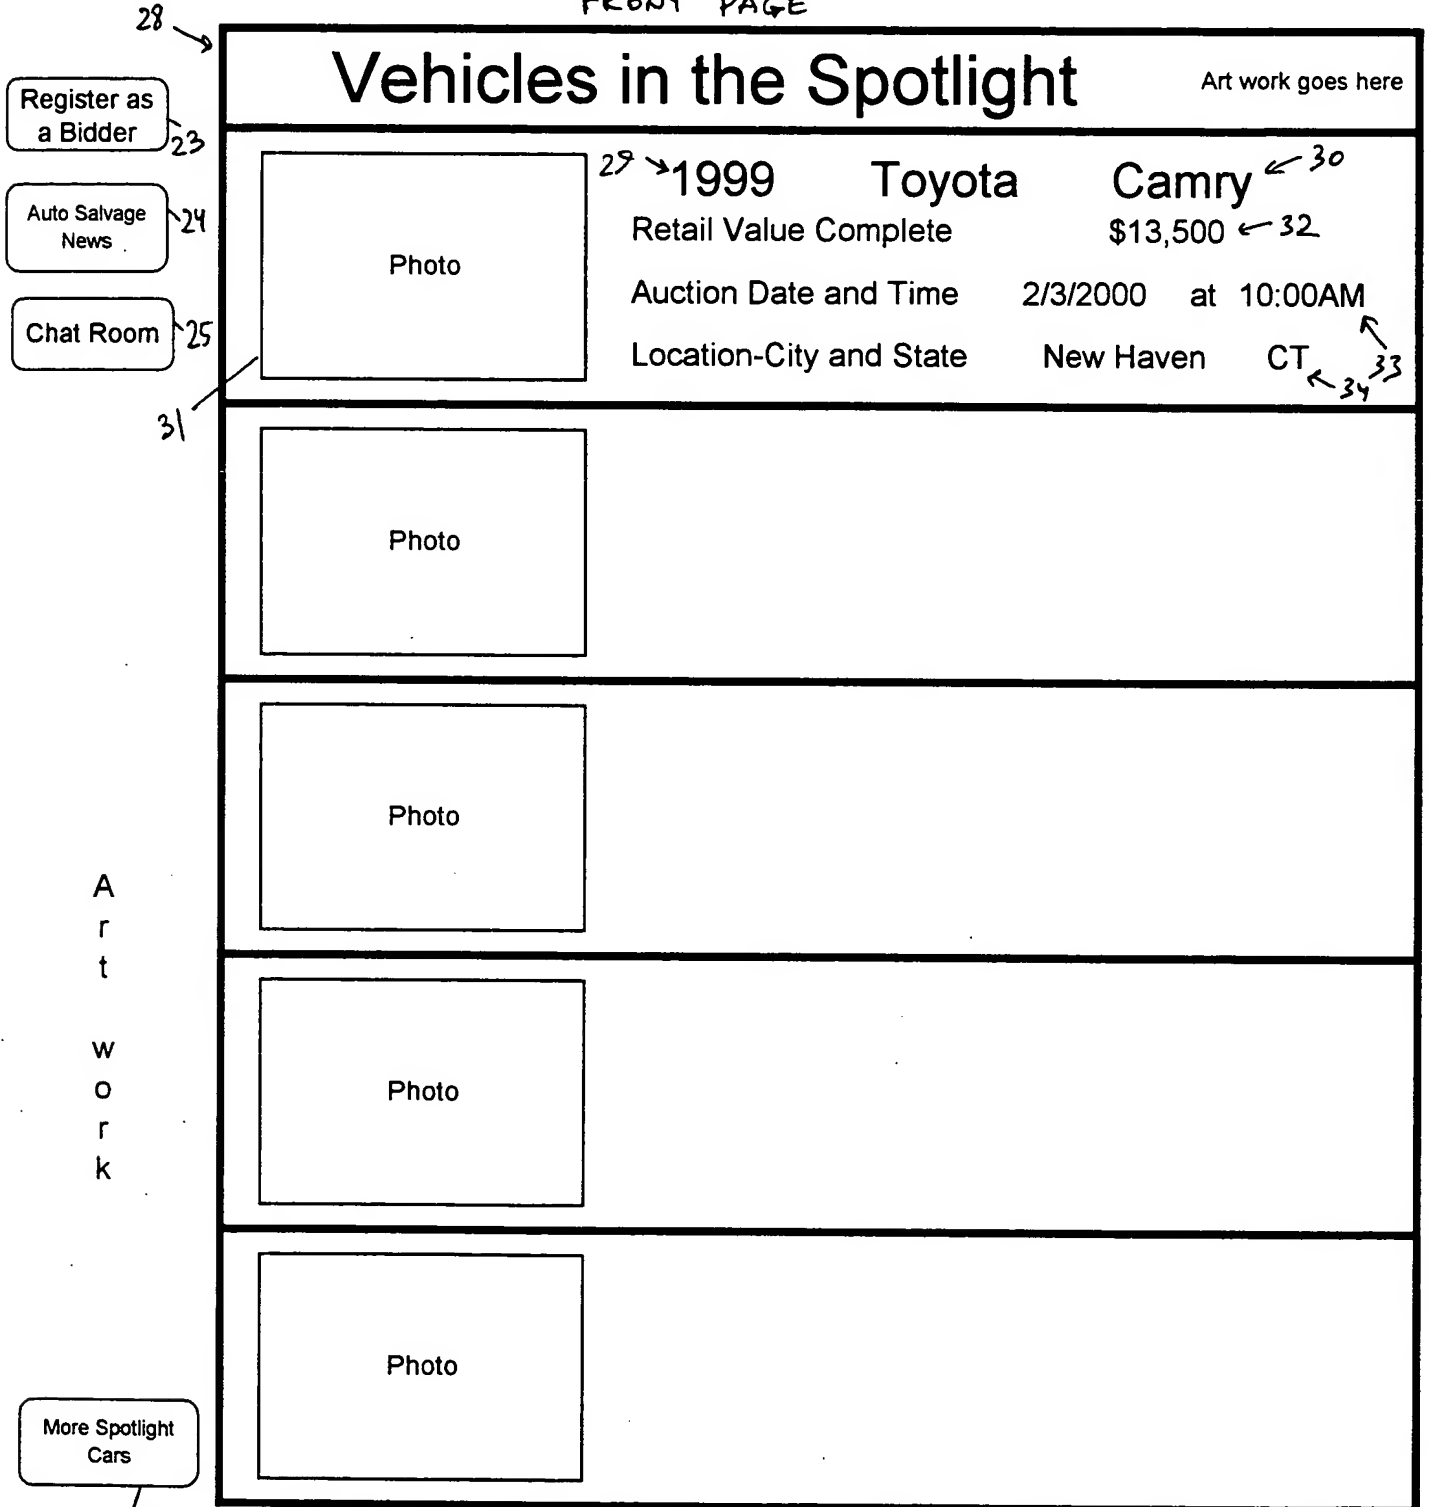 FRONT PAGE
28
Vehicles in the Spotlight Art work goes here
Register as
a Bidder
23
Auto Salvage
News
24
Chat Room
25
31
Photo
29 1999 Toyota Camry 30
Retail Value Complete $13,500 32
Auction Date and Time 2/3/2000 at 10:00AM
33
Location-City and State New Haven CT
34
Photo
Photo
Photo
Photo
A
r
t
w
o
r
k
More Spotlight
Cars